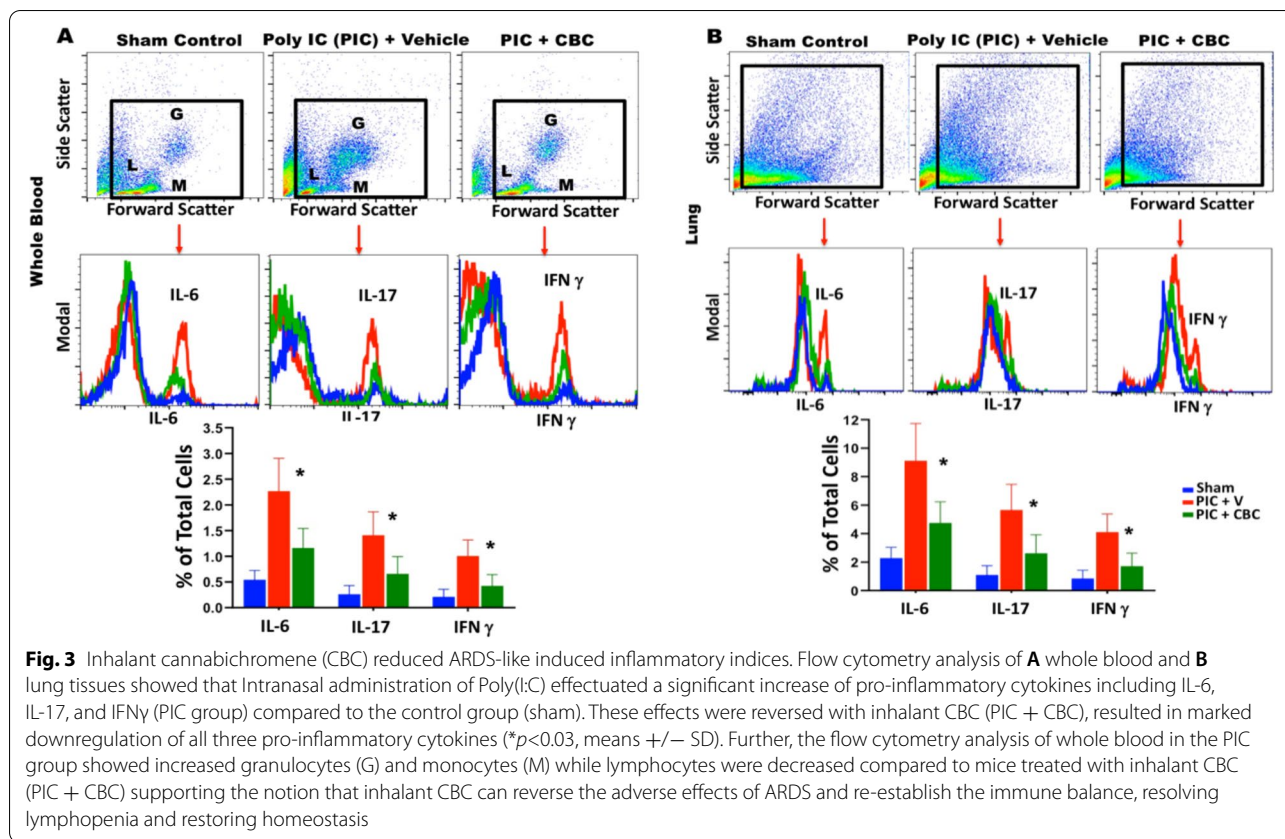 A
Sham Control
Poly IC (PIC) + Vehicle
PIC + CBC
Side Scatter
G
L
M
G
L
M
G
L
M
Forward Scatter
Forward Scatter
Forward Scatter
Whole Blood
Modal
IL-6
IL-17
IFN γ
IL-6
II-17
IFN γ
% of Total Cells
3.5
3.0
2.5
2.0
1.5
1.0
0.5
0.0
*
*
*
IL-6
IL-17
IFN γ
B
Sham Control
Poly IC (PIC) + Vehicle
PIC + CBC
Side Scatter
Forward Scatter
Forward Scatter
Forward Scatter
Lung
Modal
IL-6
IL-17
IFN γ
IL-6
IL-17
IFN γ
% of Total Cells
12
10
8
6
4
2
0
*
*
*
IL-6
IL-17
IFN γ
Sham
PIC + V
PIC + CBC
Fig. 3 Inhalant cannabichromene (CBC) reduced ARDS-like induced inflammatory indices. Flow cytometry analysis of A whole blood and B
lung tissues showed that Intranasal administration of Poly(I:C) effectuated a significant increase of pro-inflammatory cytokines including IL-6,
IL-17, and IFNγ (PIC group) compared to the control group (sham). These effects were reversed with inhalant CBC (PIC + CBC), resulted in marked
downregulation of all three pro-inflammatory cytokines (*p<0.03, means +/− SD). Further, the flow cytometry analysis of whole blood in the PIC
group showed increased granulocytes (G) and monocytes (M) while lymphocytes were decreased compared to mice treated with inhalant CBC
(PIC + CBC) supporting the notion that inhalant CBC can reverse the adverse effects of ARDS and re-establish the immune balance, resolving
lymphopenia and restoring homeostasis